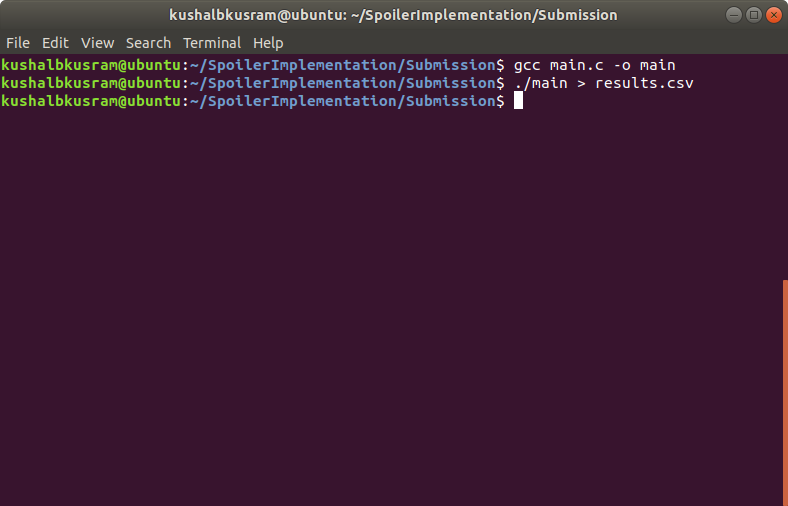 kushalbkusram@ubuntu: ~/SpoilerImplementation/Submission
File Edit View Search Terminal Help
kushalbkusram@ubuntu:~/SpoilerImplementation/Submission$ gcc main.c -o main
kushalbkusram@ubuntu:~/SpoilerImplementation/Submission$ ./main > results.csv
kushalbkusram@ubuntu:~/SpoilerImplementation/Submission$